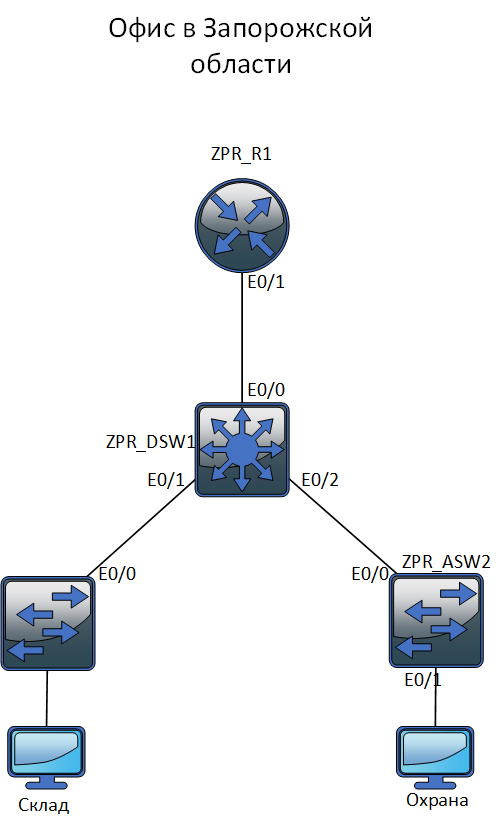 Офис в Запорожской
области
ZPR_R1
E0/1
E0/0
ZPR_DSW1
E0/1
E0/2
E0/0
E0/0
ZPR_ASW2
E0/1
Склад
Охрана